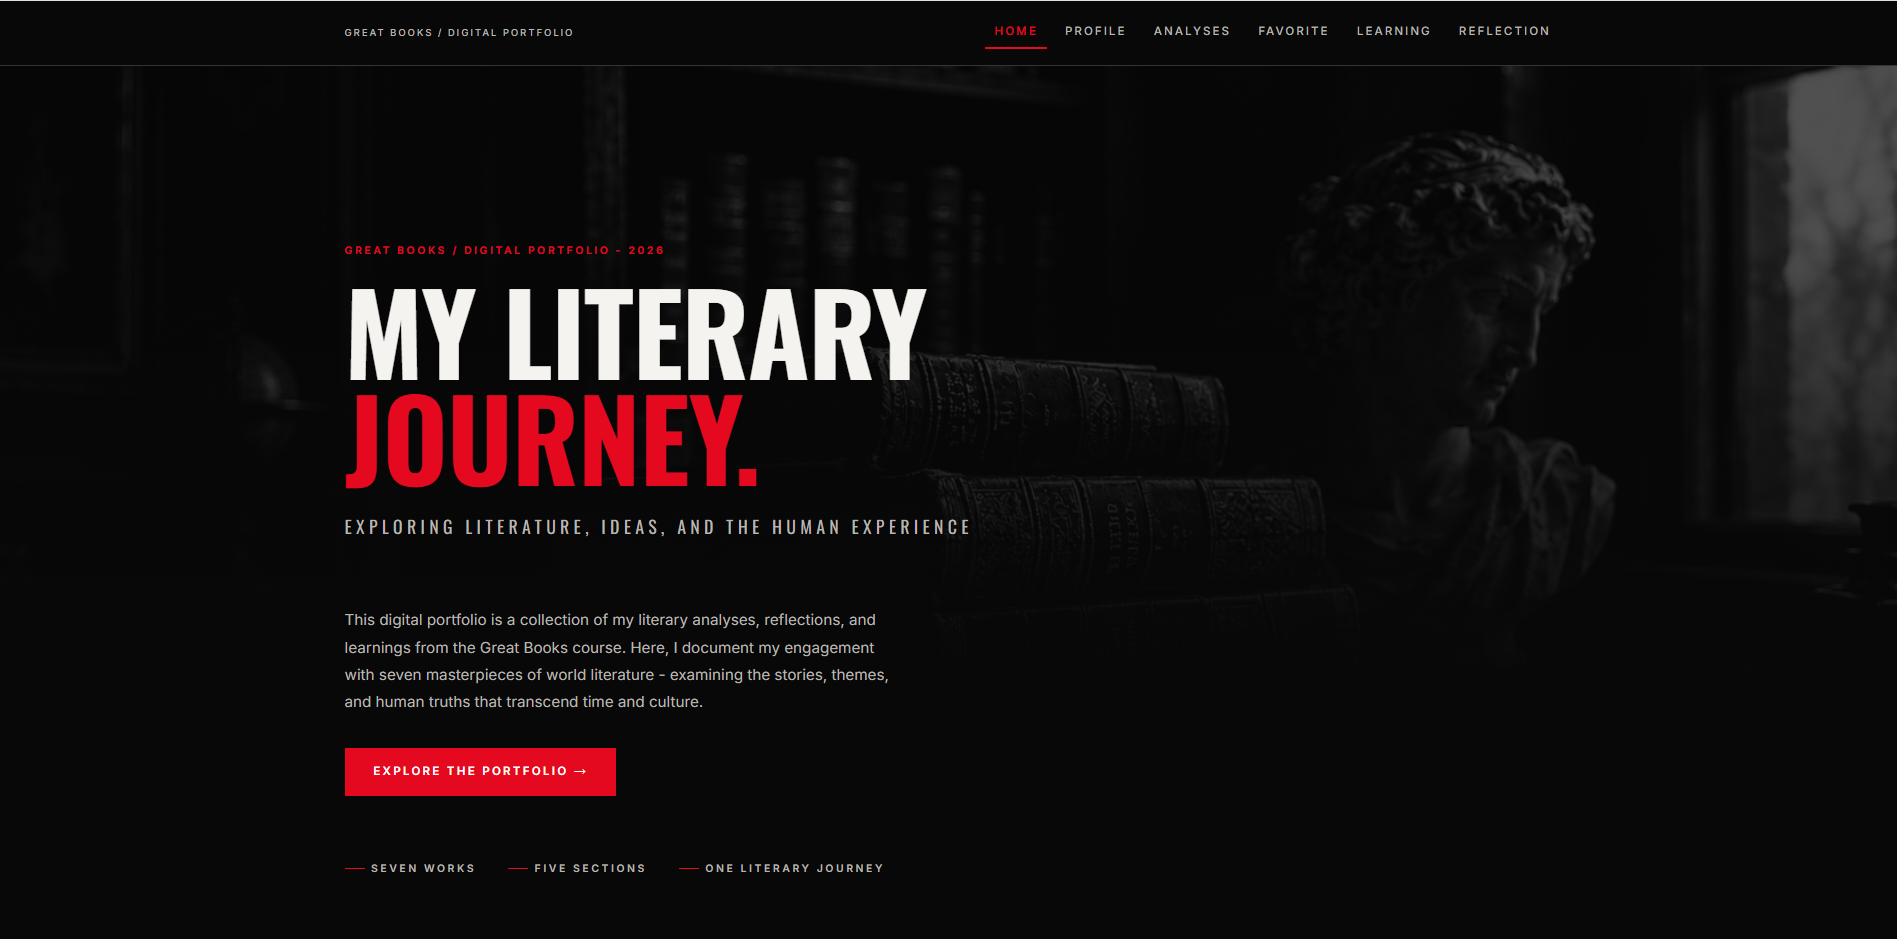 GREAT BOOKS / DIGITAL PORTFOLIO
HOME PROFILE ANALYSES FAVORITE LEARNING REFLECTION
GREAT BOOKS / DIGITAL PORTFOLIO - 2026
MY LITERARY
JOURNEY.
EXPLORING LITERATURE, IDEAS, AND THE HUMAN EXPERIENCE
This digital portfolio is a collection of my literary analyses, reflections, and
learnings from the Great Books course. Here, I document my engagement
with seven masterpieces of world literature - examining the stories, themes,
and human truths that transcend time and culture.
EXPLORE THE PORTFOLIO →
SEVEN WORKS FIVE SECTIONS ONE LITERARY JOURNEY